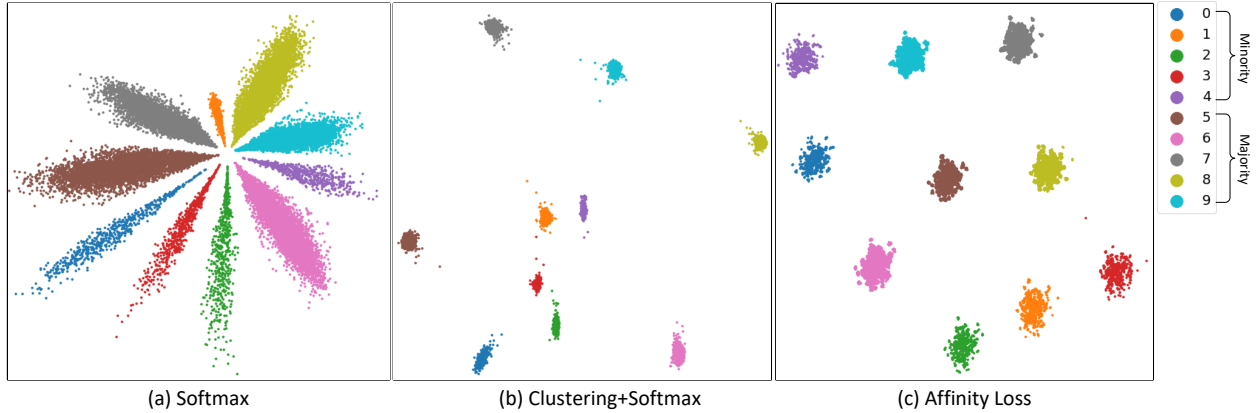 0
1
2
3
4
5
6
7
8
9
Minority
Majority
(a) Softmax
(b) Clustering+Softmax
(c) Affinity Loss